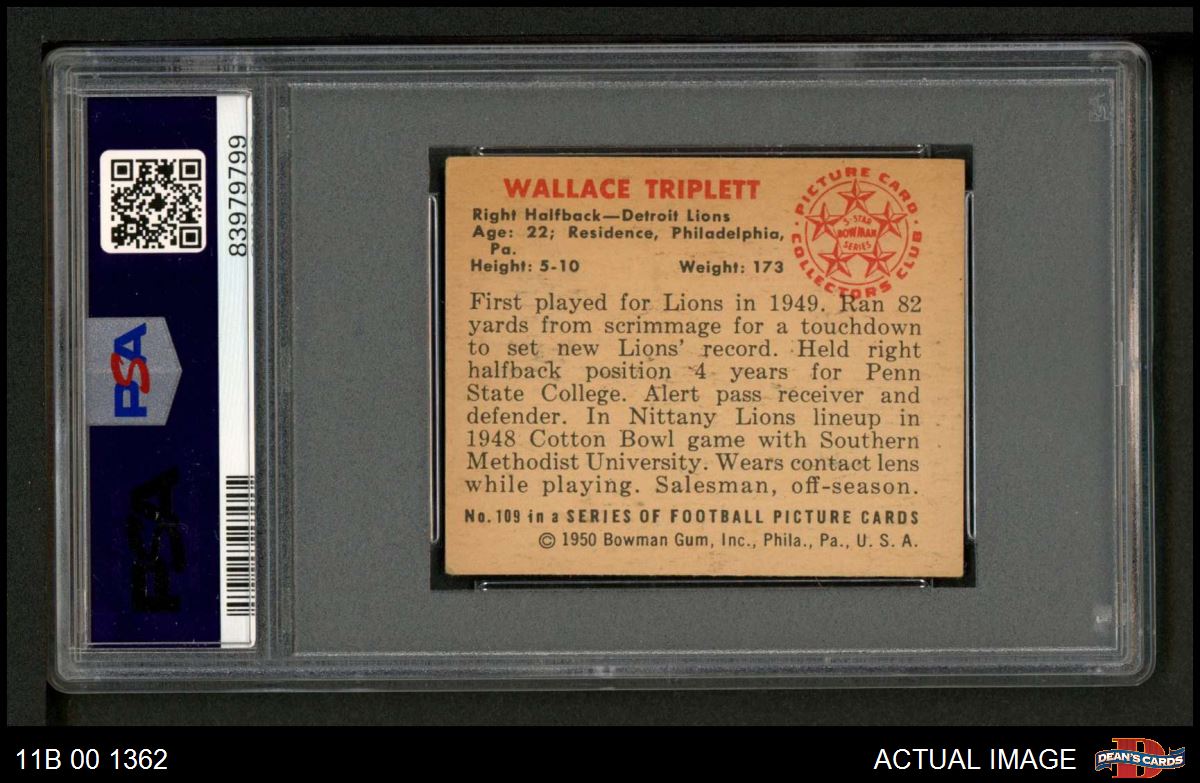 83979799
PSA
PSA
WALLACE TRIPLETT
Right Halfback—Detroit Lions
Age: 22; Residence, Philadelphia,
Pa.
Height: 5-10 Weight: 173
PICTURE CARD
COLLECTORS CLUB
5-STAR
BOWMAN
SERIES
First played for Lions in 1949. Ran 82
yards from scrimmage for a touchdown
to set new Lions' record. Held right
halfback position 4 years for Penn
State College. Alert pass receiver and
defender. In Nittany Lions lineup in
1948 Cotton Bowl game with Southern
Methodist University. Wears contact lens
while playing. Salesman, off-season.
No. 109 in a SERIES OF FOOTBALL PICTURE CARDS
© 1950 Bowman Gum, Inc., Phila., Pa., U. S. A.
11B 00 1362
ACTUAL IMAGE
DEAN'S CARDS